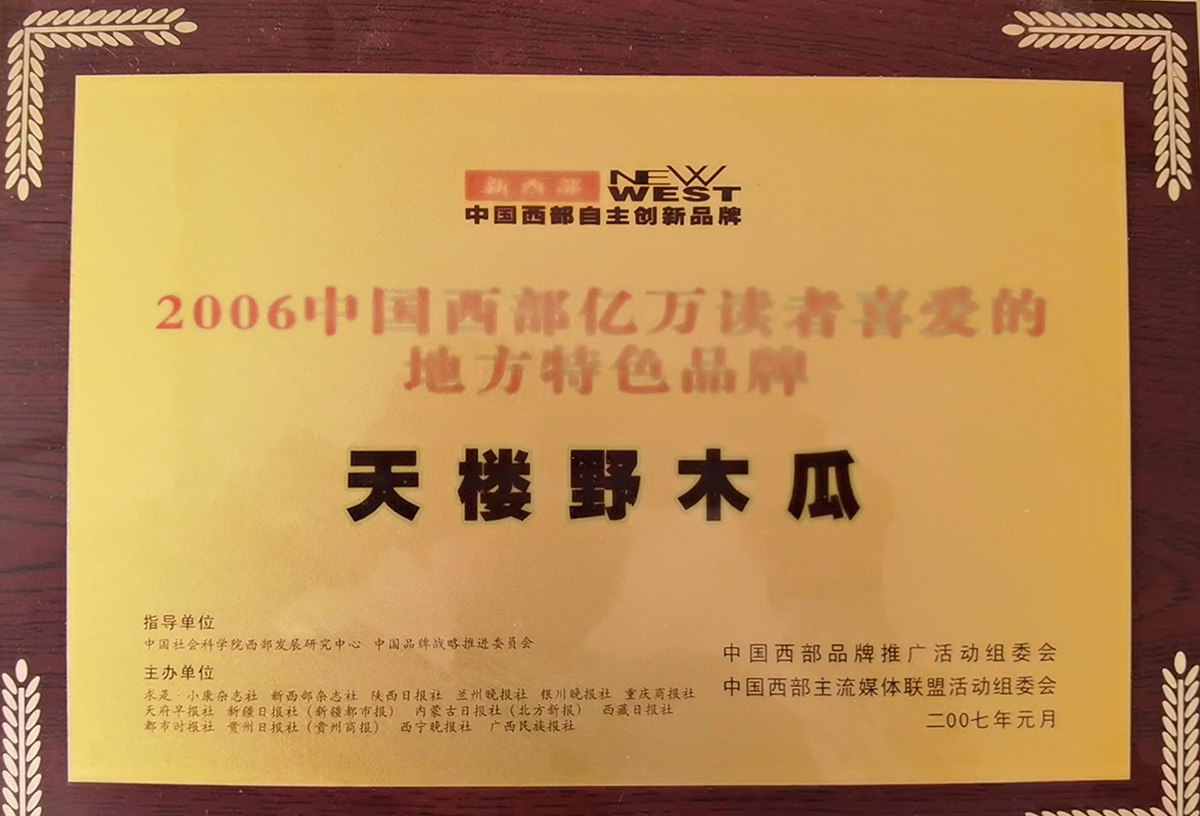 新西部 NEW WEST
中国西部自主创新品牌
2006中国西部亿万读者喜爱的
地方特色品牌
天楼野木瓜
指导单位
中国社会科学院西部发展研究中心 中国品牌战略推进委员会
主办单位
求是·小康杂志社 新西部杂志社 陕西日报社 兰州晚报社 银川晚报社 重庆商报社
天府早报社 新疆日报社（新疆都市报） 内蒙古日报社（北方新报） 西藏日报社
都市时报社 贵州日报社（贵州商报） 西宁晚报社 广西民族报社
中国西部品牌推广活动组委会
中国西部主流媒体联盟活动组委会
二00七年元月